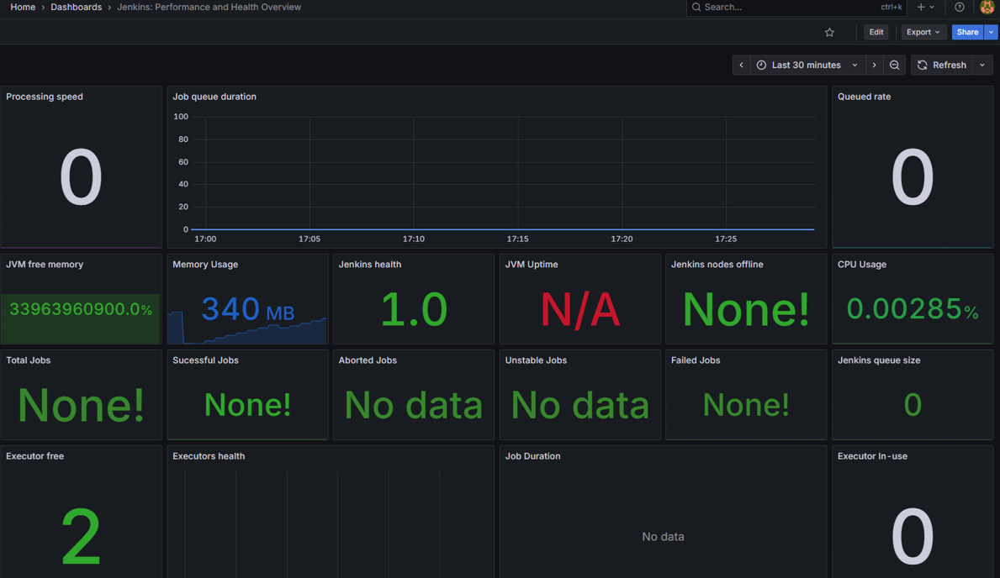 Home › Dashboards › Jenkins: Performance and Health Overview
Search... ctrl+k
Edit Export Share
Last 30 minutes Refresh
Processing speed
0
Job queue duration
100
80
60
40
20
0
17:00 17:05 17:10 17:15 17:20 17:25
Queued rate
0
JVM free memory
33963960900.0%
Memory Usage
340 MB
Jenkins health
1.0
JVM Uptime
N/A
Jenkins nodes offline
None!
CPU Usage
0.00285%
Total Jobs
None!
Sucessful Jobs
None!
Aborted Jobs
No data
Unstable Jobs
No data
Failed Jobs
None!
Jenkins queue size
0
Executor free
2
Executors health
Job Duration
No data
Executor In-use
0